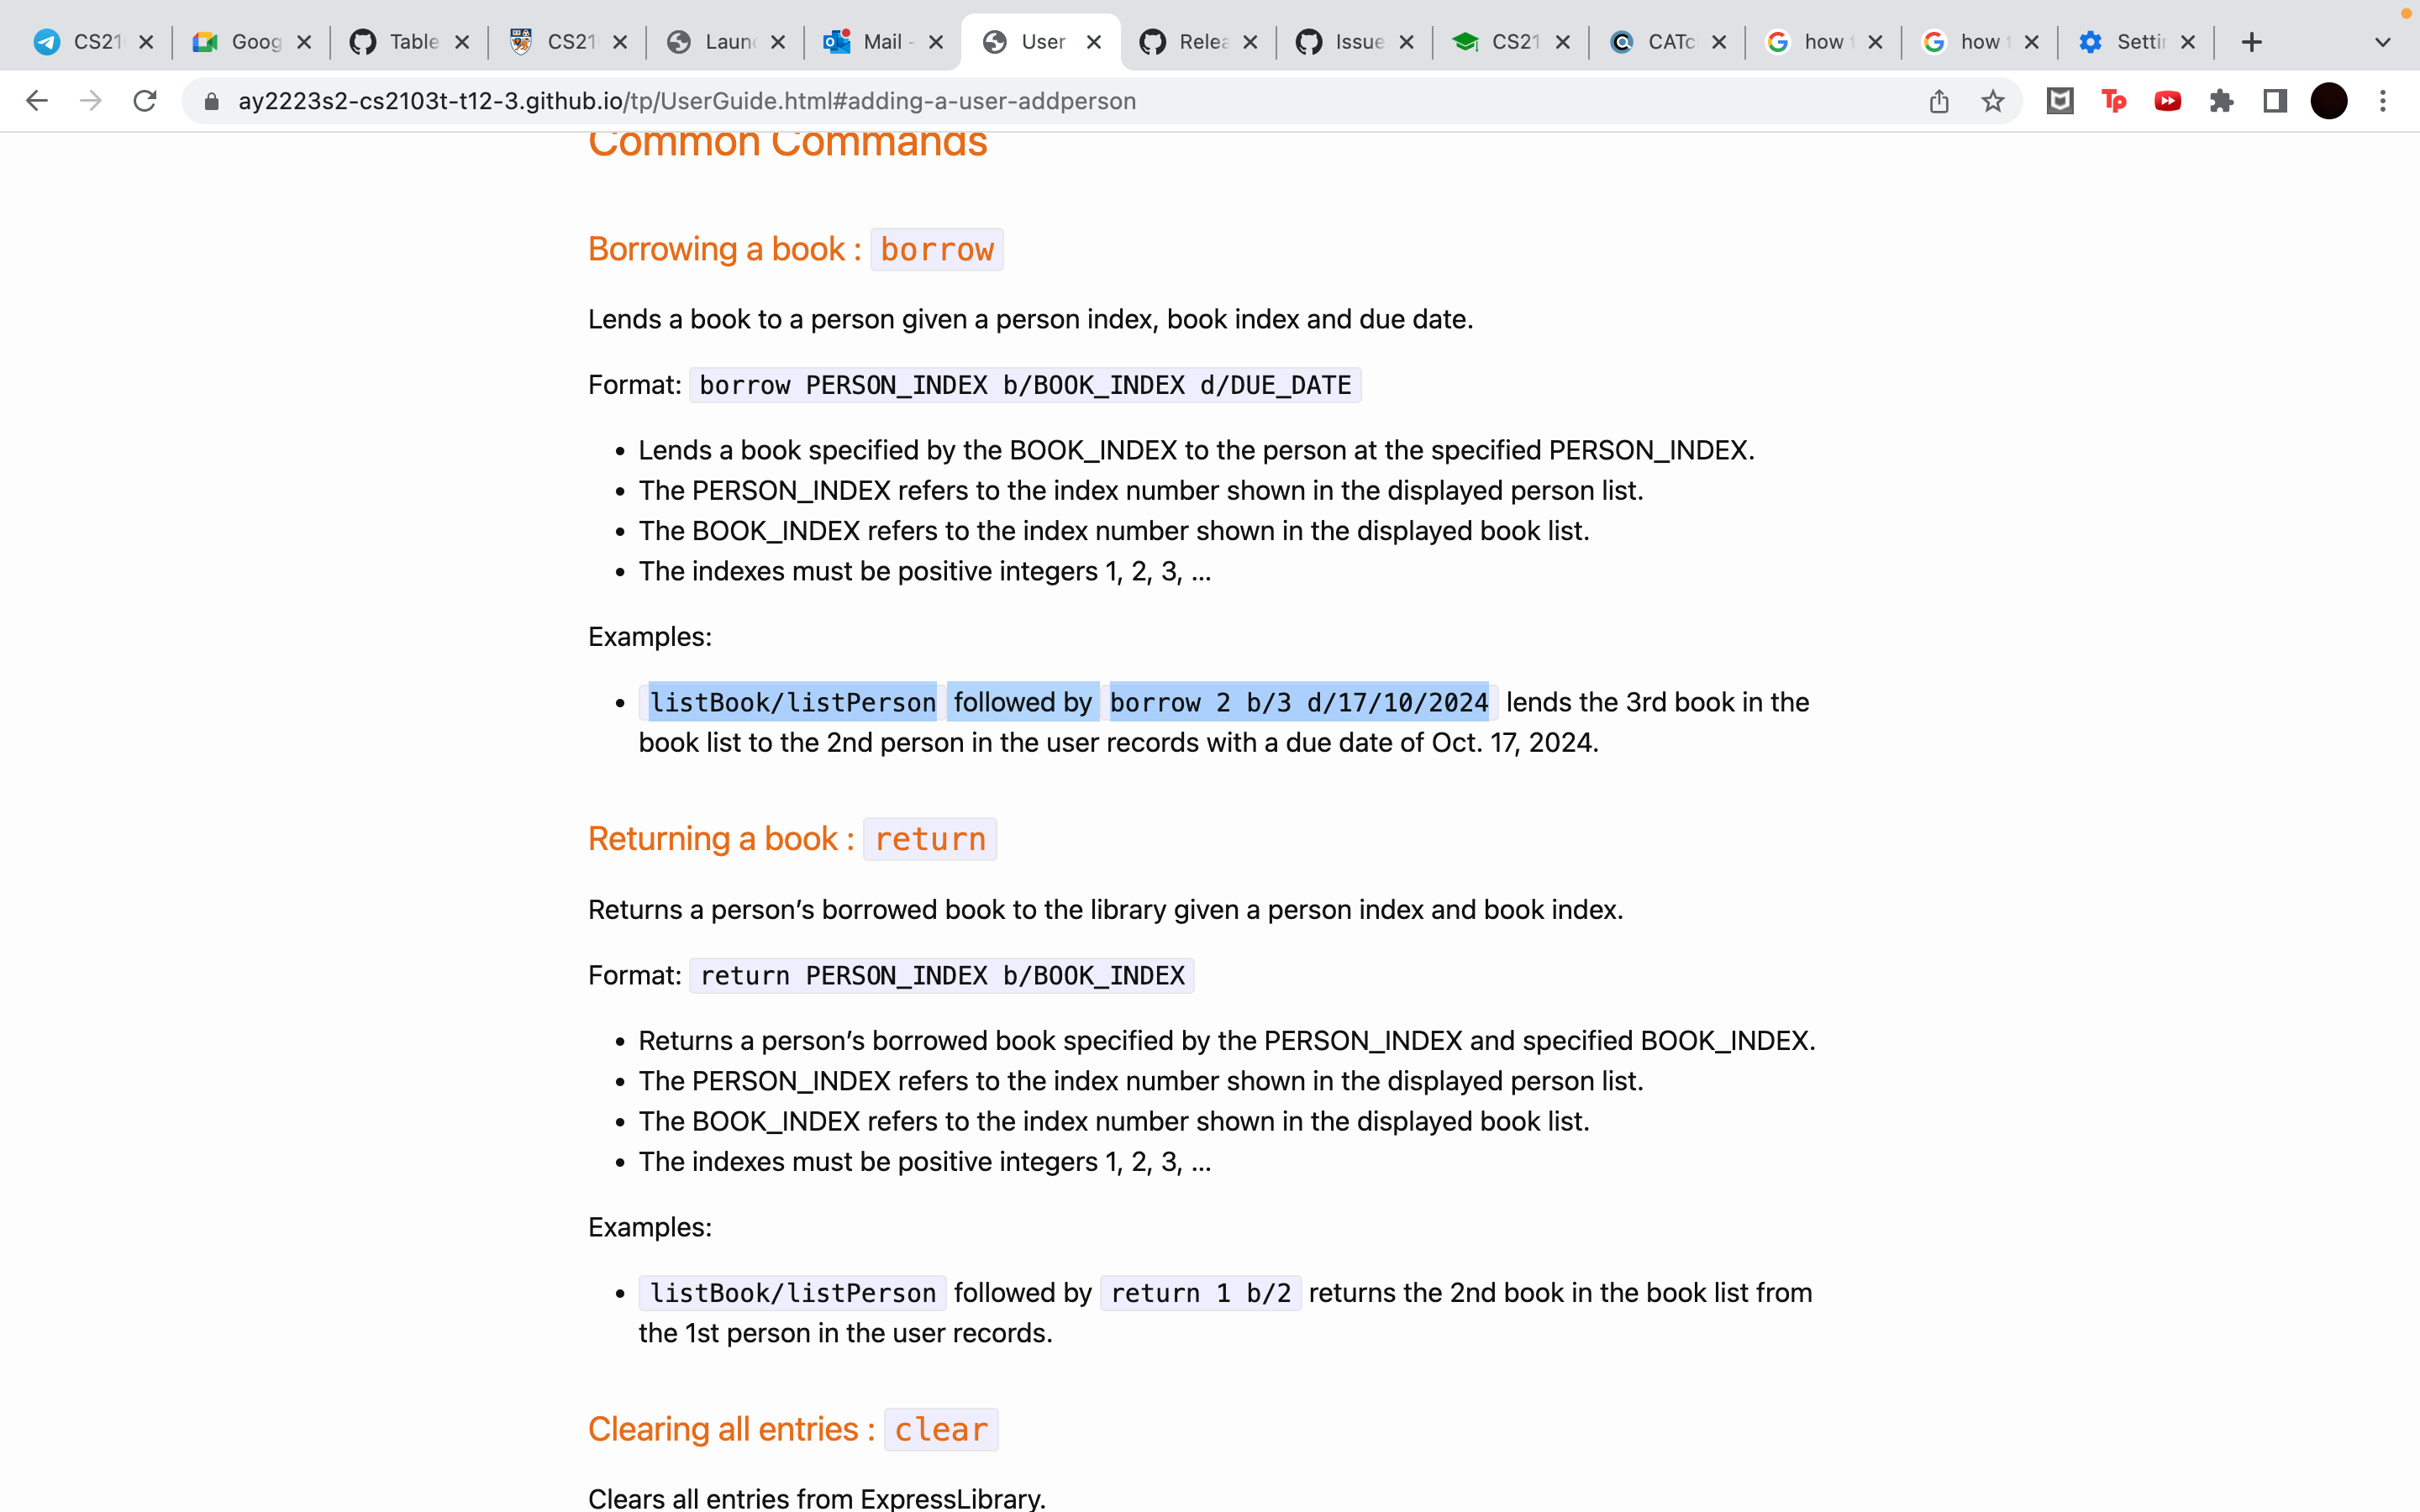 CS21 Goog Table CS21 Laun Mail - User Relea Issue CS21 CATc how how Settin
ay2223s2-cs2103t-t12-3.github.io/tp/UserGuide.html#adding-a-user-addperson
Common Commands
Borrowing a book : borrow
Lends a book to a person given a person index, book index and due date.
Format: borrow PERSON_INDEX b/BOOK_INDEX d/DUE_DATE
• Lends a book specified by the BOOK_INDEX to the person at the specified PERSON_INDEX.
• The PERSON_INDEX refers to the index number shown in the displayed person list.
• The BOOK_INDEX refers to the index number shown in the displayed book list.
• The indexes must be positive integers 1, 2, 3, …
Examples:
• listBook/listPerson followed by borrow 2 b/3 d/17/10/2024 lends the 3rd book in the
book list to the 2nd person in the user records with a due date of Oct. 17, 2024.
Returning a book : return
Returns a person’s borrowed book to the library given a person index and book index.
Format: return PERSON_INDEX b/BOOK_INDEX
• Returns a person’s borrowed book specified by the PERSON_INDEX and specified BOOK_INDEX.
• The PERSON_INDEX refers to the index number shown in the displayed person list.
• The BOOK_INDEX refers to the index number shown in the displayed book list.
• The indexes must be positive integers 1, 2, 3, …
Examples:
• listBook/listPerson followed by return 1 b/2 returns the 2nd book in the book list from
the 1st person in the user records.
Clearing all entries : clear
Clears all entries from ExpressLibrary.